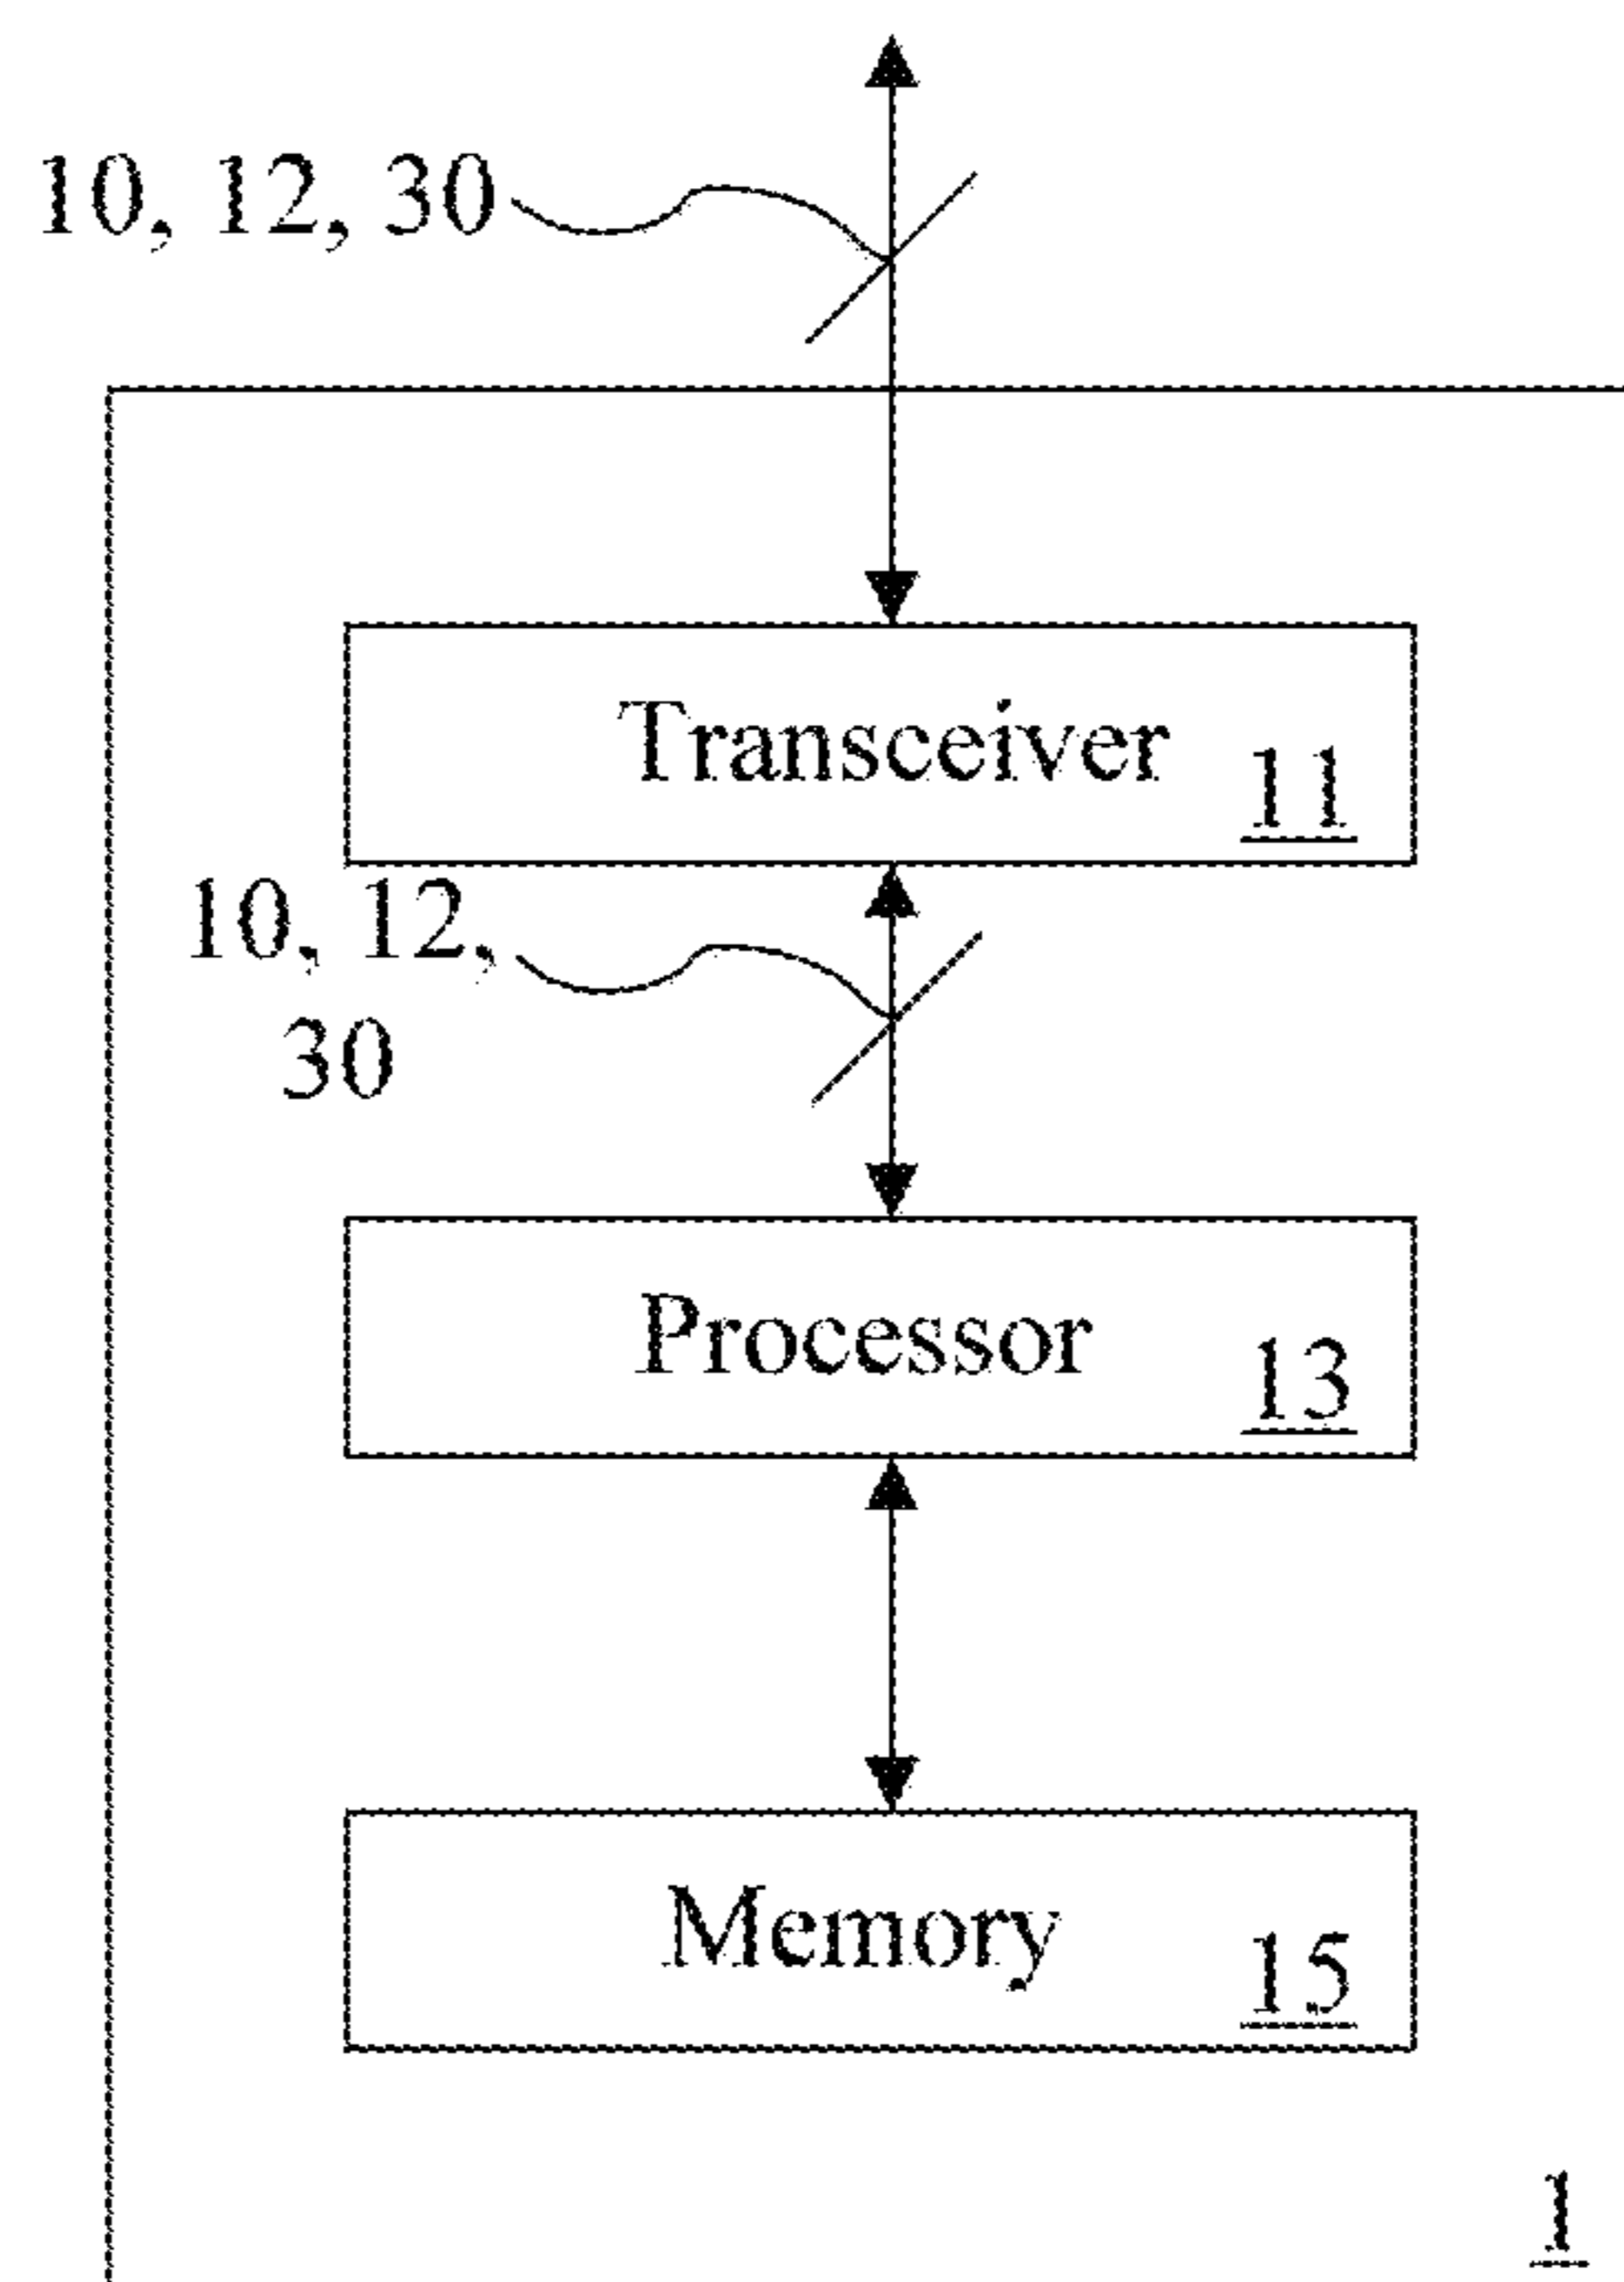 10, 12, 30
Transceiver
11
10, 12,
30
Processor
13
Memory
15
1